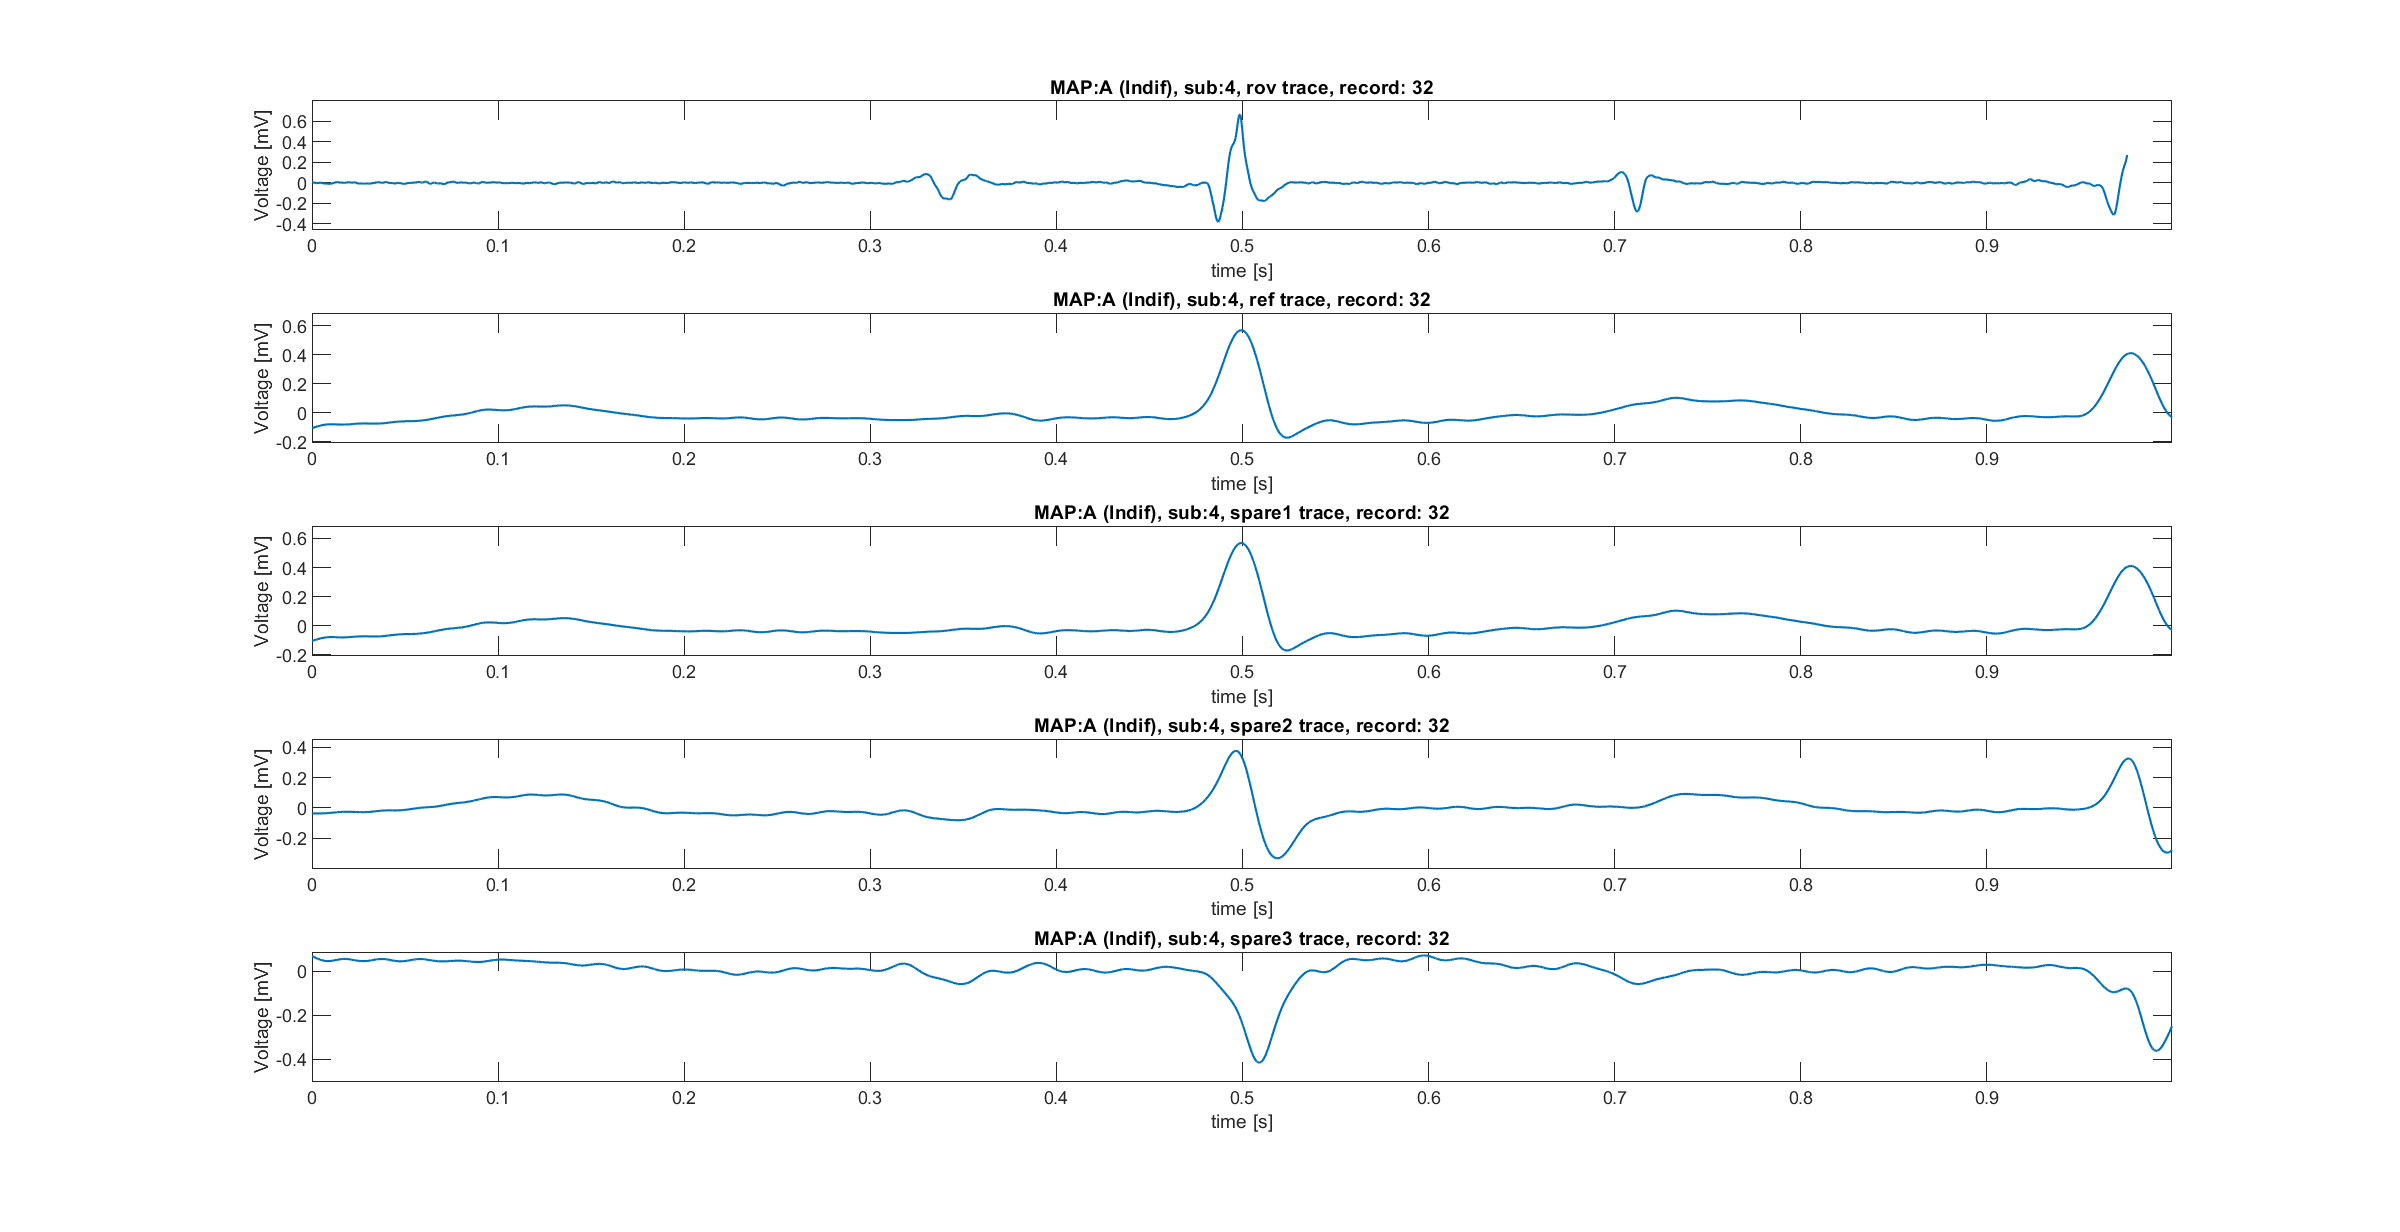 MAP:A (Indif), sub:4, rov trace, record: 32
Voltage [mV]
0.6
0.4
0.2
0
-0.2
-0.4
0 0.1 0.2 0.3 0.4 0.5 0.6 0.7 0.8 0.9
time [s]
MAP:A (Indif), sub:4, ref trace, record: 32
Voltage [mV]
0.6
0.4
0.2
0
-0.2
0 0.1 0.2 0.3 0.4 0.5 0.6 0.7 0.8 0.9
time [s]
MAP:A (Indif), sub:4, spare1 trace, record: 32
Voltage [mV]
0.6
0.4
0.2
0
-0.2
0 0.1 0.2 0.3 0.4 0.5 0.6 0.7 0.8 0.9
time [s]
MAP:A (Indif), sub:4, spare2 trace, record: 32
Voltage [mV]
0.4
0.2
0
-0.2
0 0.1 0.2 0.3 0.4 0.5 0.6 0.7 0.8 0.9
time [s]
MAP:A (Indif), sub:4, spare3 trace, record: 32
Voltage [mV]
0
-0.2
-0.4
0 0.1 0.2 0.3 0.4 0.5 0.6 0.7 0.8 0.9
time [s]